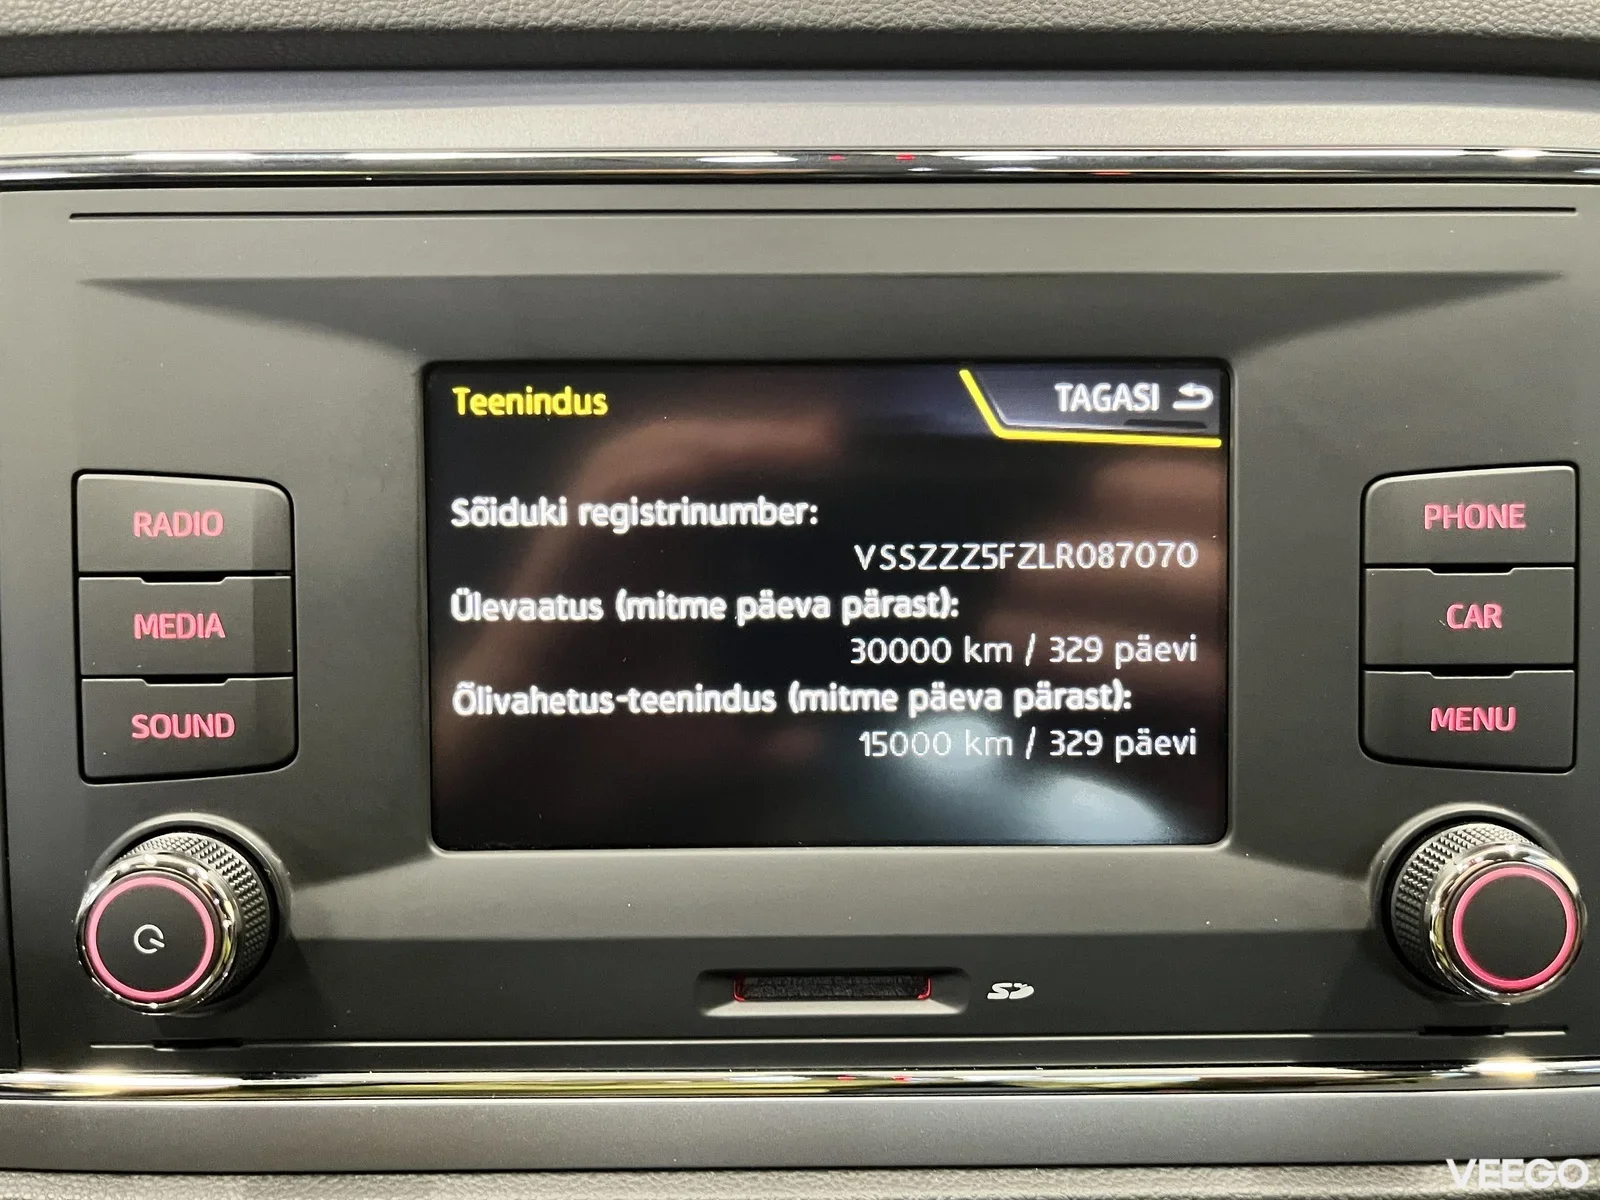 Teenindus
TAGASI
Sõiduki registrinumber:
VSSZZZ5FZLR087070
Ülevaatus (mitme päeva pärast):
30000 km / 329 päevi
Õlivahetus-teenindus (mitme päeva pärast):
15000 km / 329 päevi
RADIO
MEDIA
SOUND
PHONE
CAR
MENU
SD
VEEGO